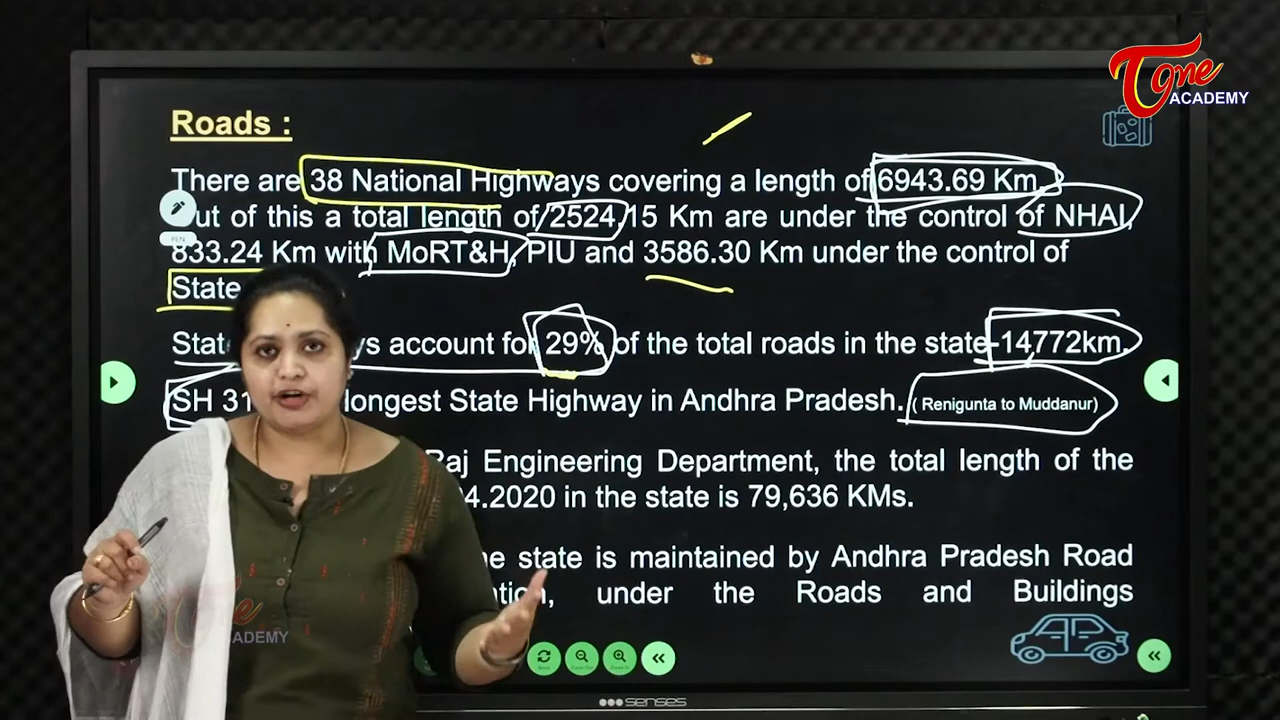 Tone
ACADEMY
Roads :
There are 38 National Highways covering a length of 6943.69 Km.
ut of this a total length of 2524.15 Km are under the control of NHAI,
PEN
833.24 Km with MoRT&H, PIU and 3586.30 Km under the control of
State
Stat ys account for 29% of the total roads in the state-14772km.
SH 31 longest State Highway in Andhra Pradesh. ( Renigunta to Muddanur)
Raj Engineering Department, the total length of the
4.2020 in the state is 79,636 KMs.
he state is maintained by Andhra Pradesh Road
tion, under the Roads and Buildings
ACADEMY
senses